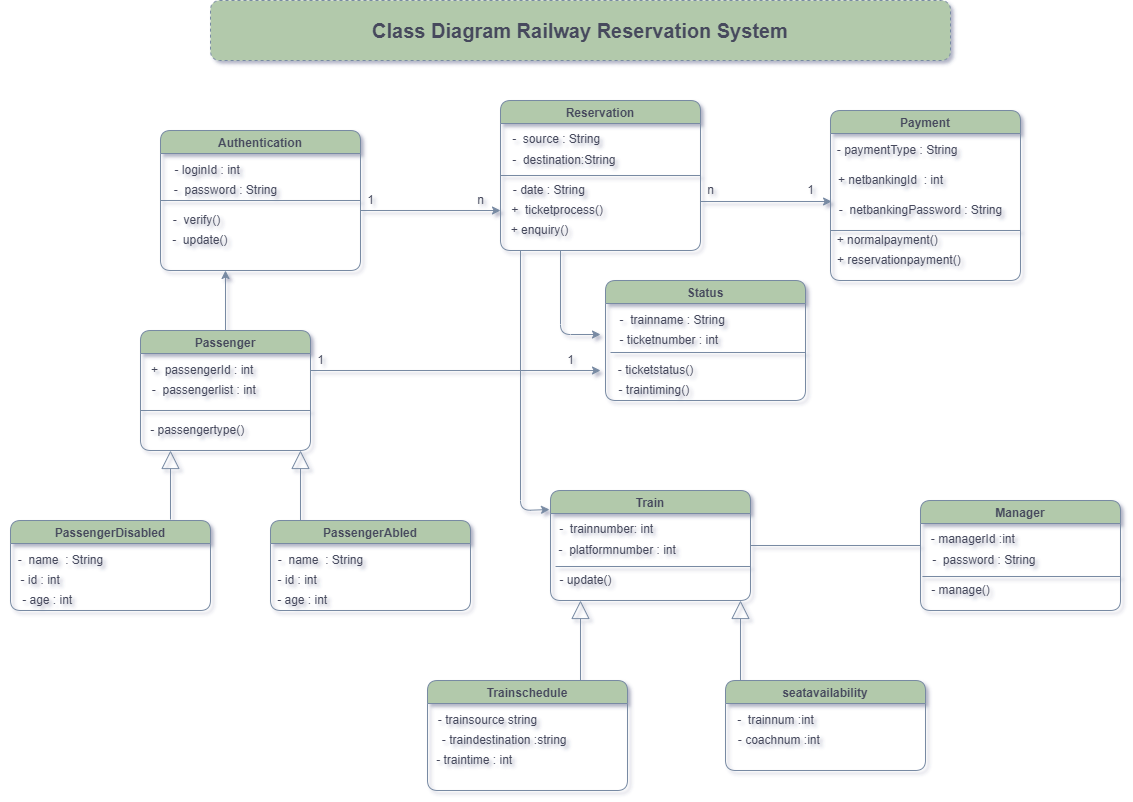 Class Diagram Railway Reservation System
Reservation
- source : String
- destination:String
- date : String
+ ticketprocess()
+ enquiry()
Payment
- paymentType : String
+ netbankingId : int
- netbankingPassword : String
+ normalpayment()
+ reservationpayment()
Authentication
- loginId : int
- password : String
- verify()
- update()
1
n
n
1
Status
- trainname : String
- ticketnumber : int
- ticketstatus()
- traintiming()
Passenger
+ passengerId : int
- passengerlist : int
- passengertype()
1
1
PassengerDisabled
- name : String
- id : int
- age : int
PassengerAbled
- name : String
- id : int
- age : int
Train
- trainnumber: int
- platformnumber : int
- update()
Manager
- managerId :int
- password : String
- manage()
Trainschedule
- trainsource string
- traindestination :string
- traintime : int
seatavailability
- trainnum :int
- coachnum :int